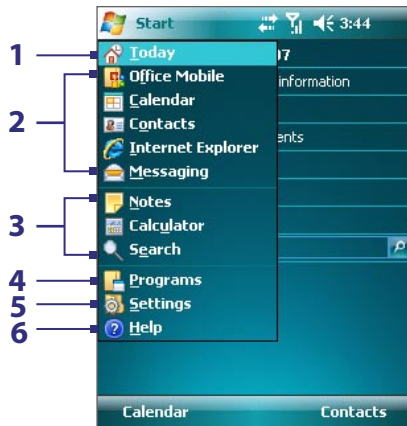 Start 3:44
1 Today 07
Office Mobile information
2 Calendar
Contacts ents
Internet Explorer
Messaging
Notes
3 Calculator
Search
4 Programs
5 Settings
6 Help
Calendar Contacts